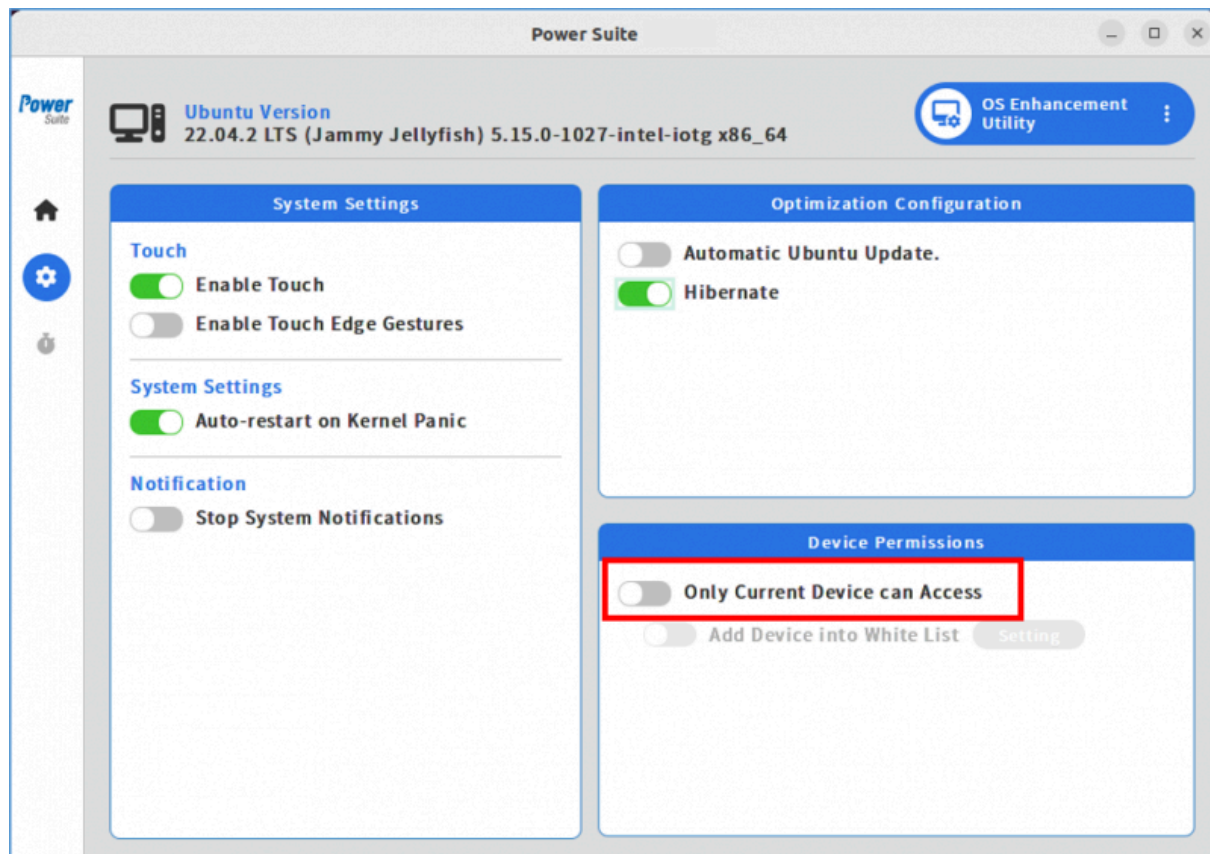 Power Suite
Power
Suite
Ubuntu Version
22.04.2 LTS (Jammy Jellyfish) 5.15.0-1027-intel-iotg x86_64
OS Enhancement
Utility
System Settings
Touch
Enable Touch
Enable Touch Edge Gestures
System Settings
Auto-restart on Kernel Panic
Notification
Stop System Notifications
Optimization Configuration
Automatic Ubuntu Update.
Hibernate
Device Permissions
Only Current Device can Access
Add Device into White List Setting